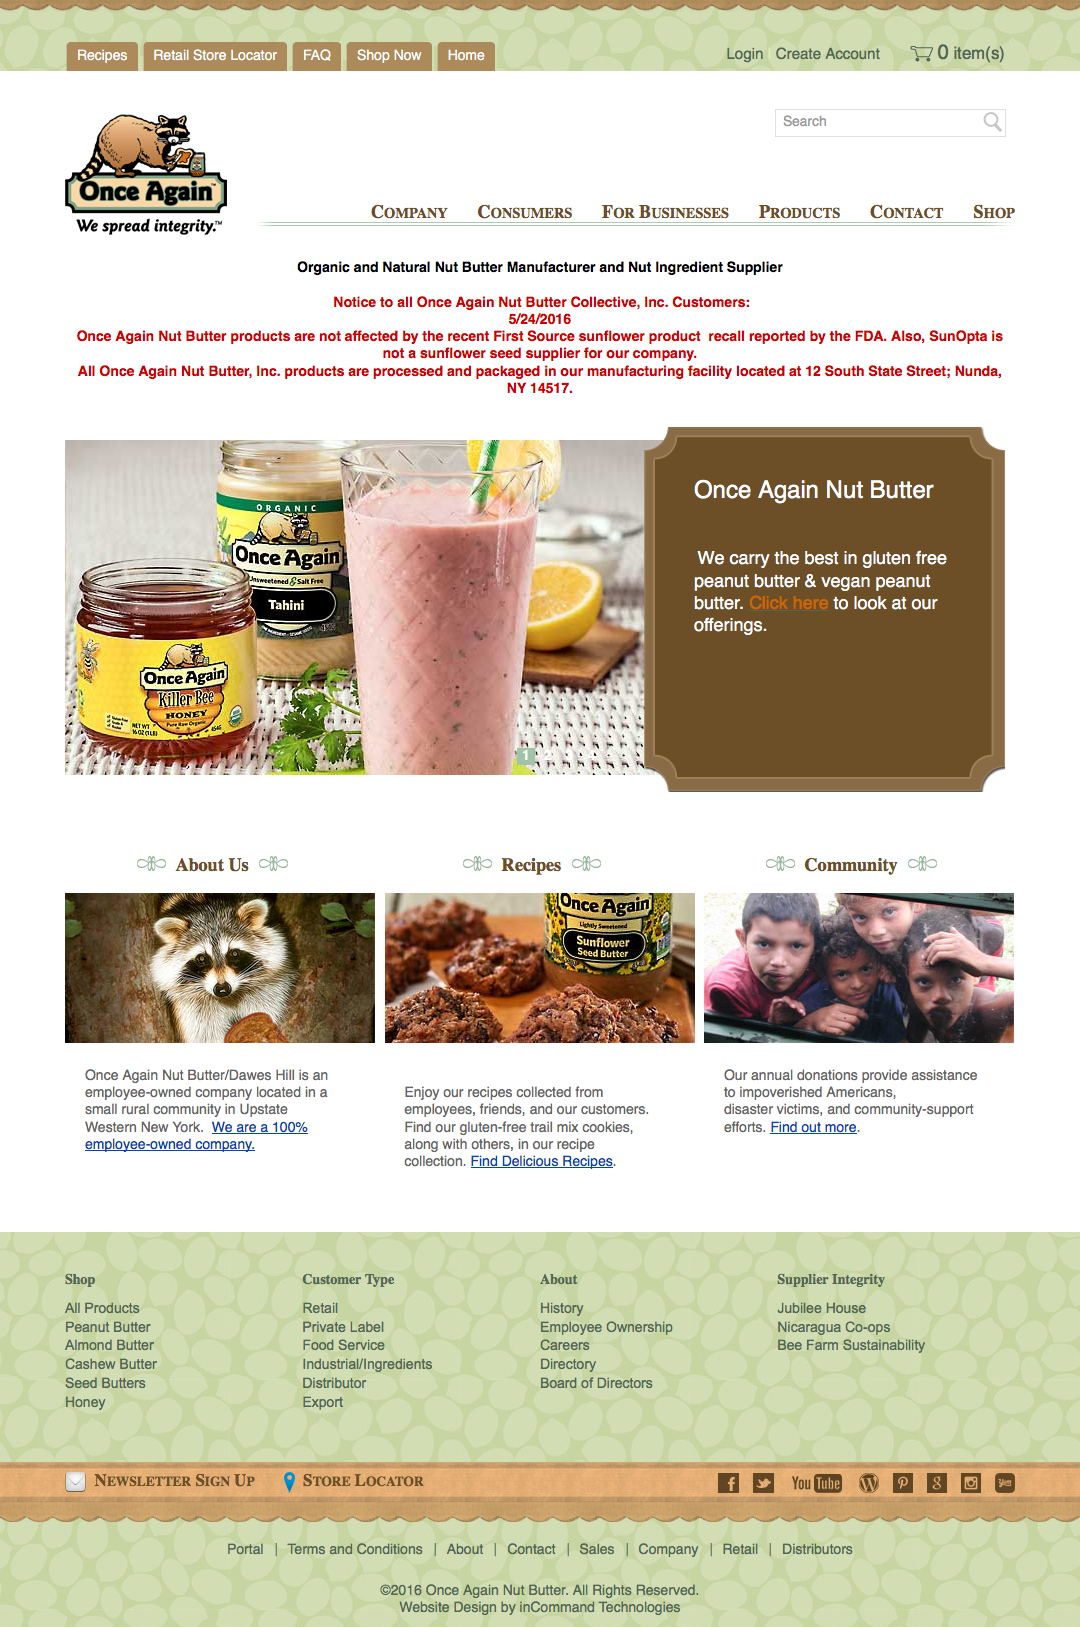 Recipes
Retail Store Locator
FAQ
Shop Now
Home
Login
Create Account
0 item(s)
Search
Once Again™
We spread integrity.™
COMPANY
CONSUMERS
FOR BUSINESSES
PRODUCTS
CONTACT
SHOP
Organic and Natural Nut Butter Manufacturer and Nut Ingredient Supplier
Notice to all Once Again Nut Butter Collective, Inc. Customers:
5/24/2016
Once Again Nut Butter products are not affected by the recent First Source sunflower product recall reported by the FDA. Also, SunOpta is
not a sunflower seed supplier for our company.
All Once Again Nut Butter, Inc. products are processed and packaged in our manufacturing facility located at 12 South State Street; Nunda,
NY 14517.
ORGANIC
Once Again
Unsweetened & Salt Free
Tahini
Once Again
Killer Bee
HONEY
Pure Raw Organic
NET WT
16 OZ (1 LB)
454G
1
Once Again Nut Butter
We carry the best in gluten free
peanut butter & vegan peanut
butter. Click here to look at our
offerings.
About Us
Recipes
Community
Once Again
Lightly Sweetened
Sunflower
Seed Butter
Once Again Nut Butter/Dawes Hill is an
employee-owned company located in a
small rural community in Upstate
Western New York. We are a 100%
employee-owned company.
Enjoy our recipes collected from
employees, friends, and our customers.
Find our gluten-free trail mix cookies,
along with others, in our recipe
collection. Find Delicious Recipes.
Our annual donations provide assistance
to impoverished Americans,
disaster victims, and community-support
efforts. Find out more.
Shop
All Products
Peanut Butter
Almond Butter
Cashew Butter
Seed Butters
Honey
Customer Type
Retail
Private Label
Food Service
Industrial/Ingredients
Distributor
Export
About
History
Employee Ownership
Careers
Directory
Board of Directors
Supplier Integrity
Jubilee House
Nicaragua Co-ops
Bee Farm Sustainability
NEWSLETTER SIGN UP
STORE LOCATOR
You Tube
Portal | Terms and Conditions | About | Contact | Sales | Company | Retail | Distributors
©2016 Once Again Nut Butter. All Rights Reserved.
Website Design by inCommand Technologies